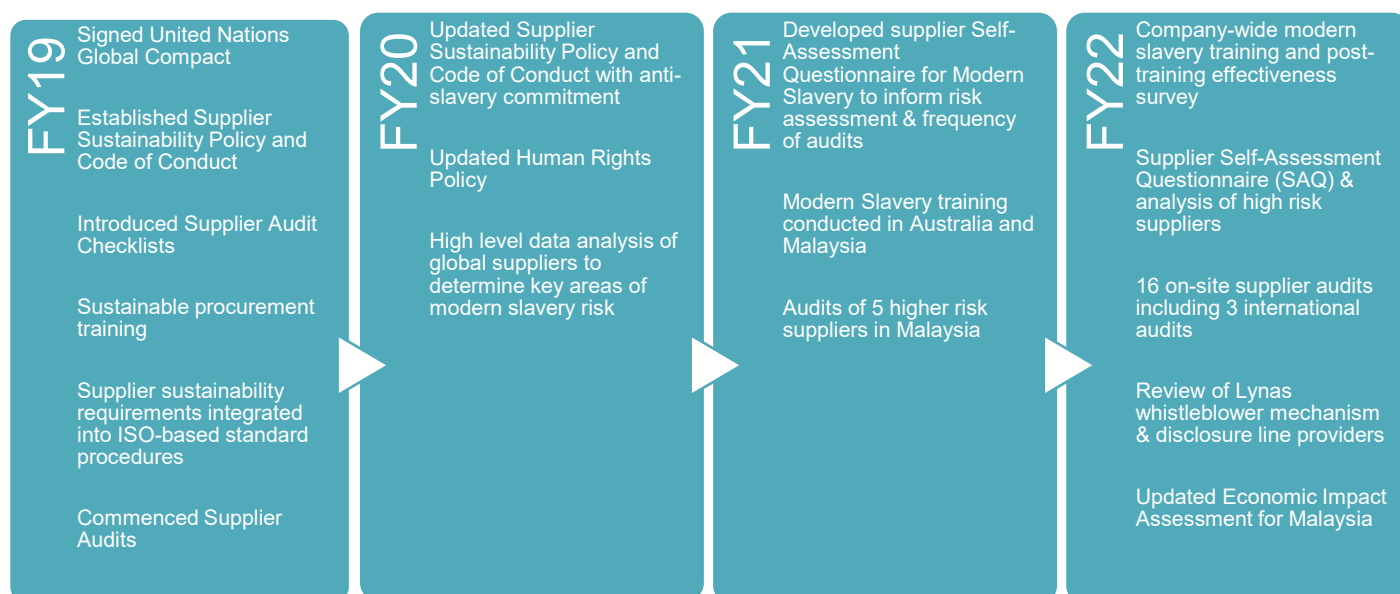 FY19
Signed United Nations
Global Compact
Established Supplier
Sustainability Policy and
Code of Conduct
Introduced Supplier Audit
Checklists
Sustainable procurement
training
Supplier sustainability
requirements integrated
into ISO-based standard
procedures
Commenced Supplier
Audits
FY20
Updated Supplier
Sustainability Policy and
Code of Conduct with anti-
slavery commitment
Updated Human Rights
Policy
High level data analysis of
global suppliers to
determine key areas of
modern slavery risk
FY21
Developed supplier Self-
Assessment
Questionnaire for Modern
Slavery to inform risk
assessment & frequency
of audits
Modern Slavery training
conducted in Australia and
Malaysia
Audits of 5 higher risk
suppliers in Malaysia
FY22
Company-wide modern
slavery training and post-
training effectiveness
survey
Supplier Self-Assessment
Questionnaire (SAQ) &
analysis of high risk
suppliers
16 on-site supplier audits
including 3 international
audits
Review of Lynas
whistleblower mechanism
& disclosure line providers
Updated Economic Impact
Assessment for Malaysia